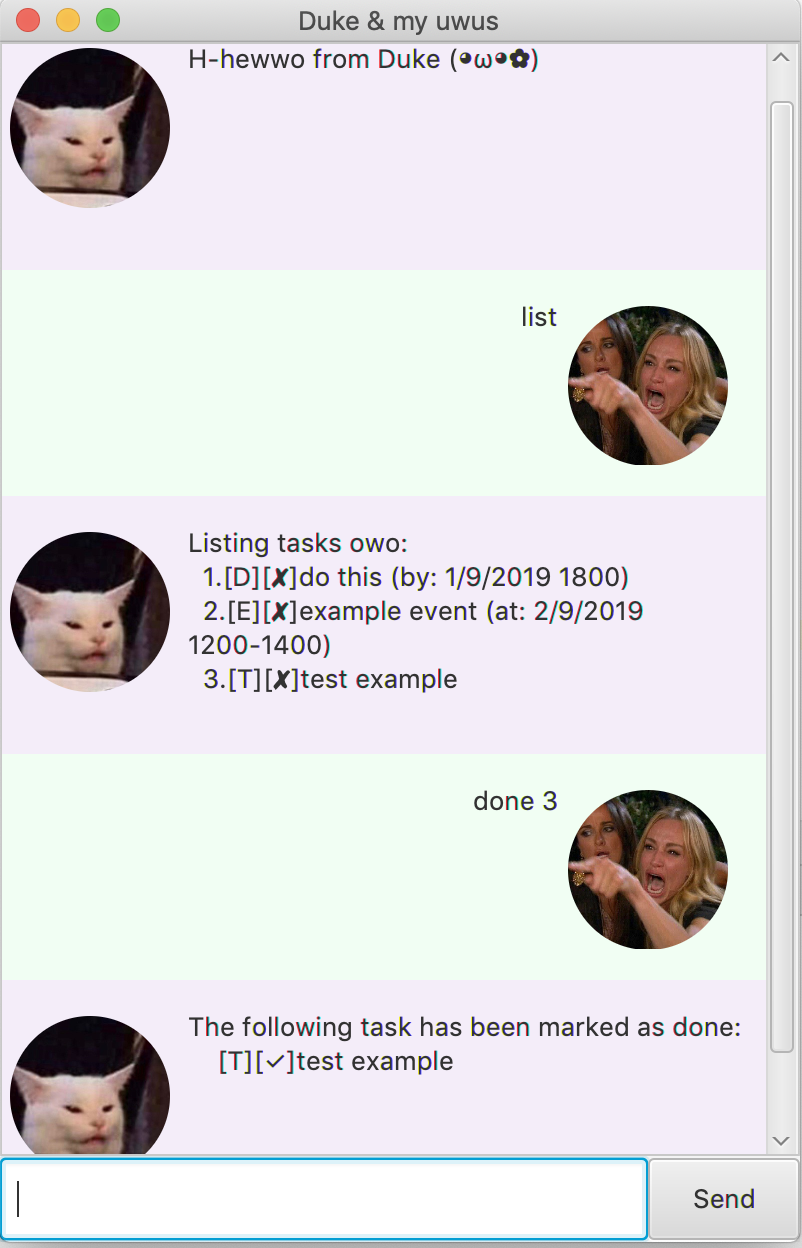 Duke & my uwus
H-hewwo from Duke (◕ω◕✿)
list
Listing tasks owo:
1.[D][✘]do this (by: 1/9/2019 1800)
2.[E][✘]example event (at: 2/9/2019
1200-1400)
3.[T][✘]test example
done 3
The following task has been marked as done:
[T][✓]test example
Send